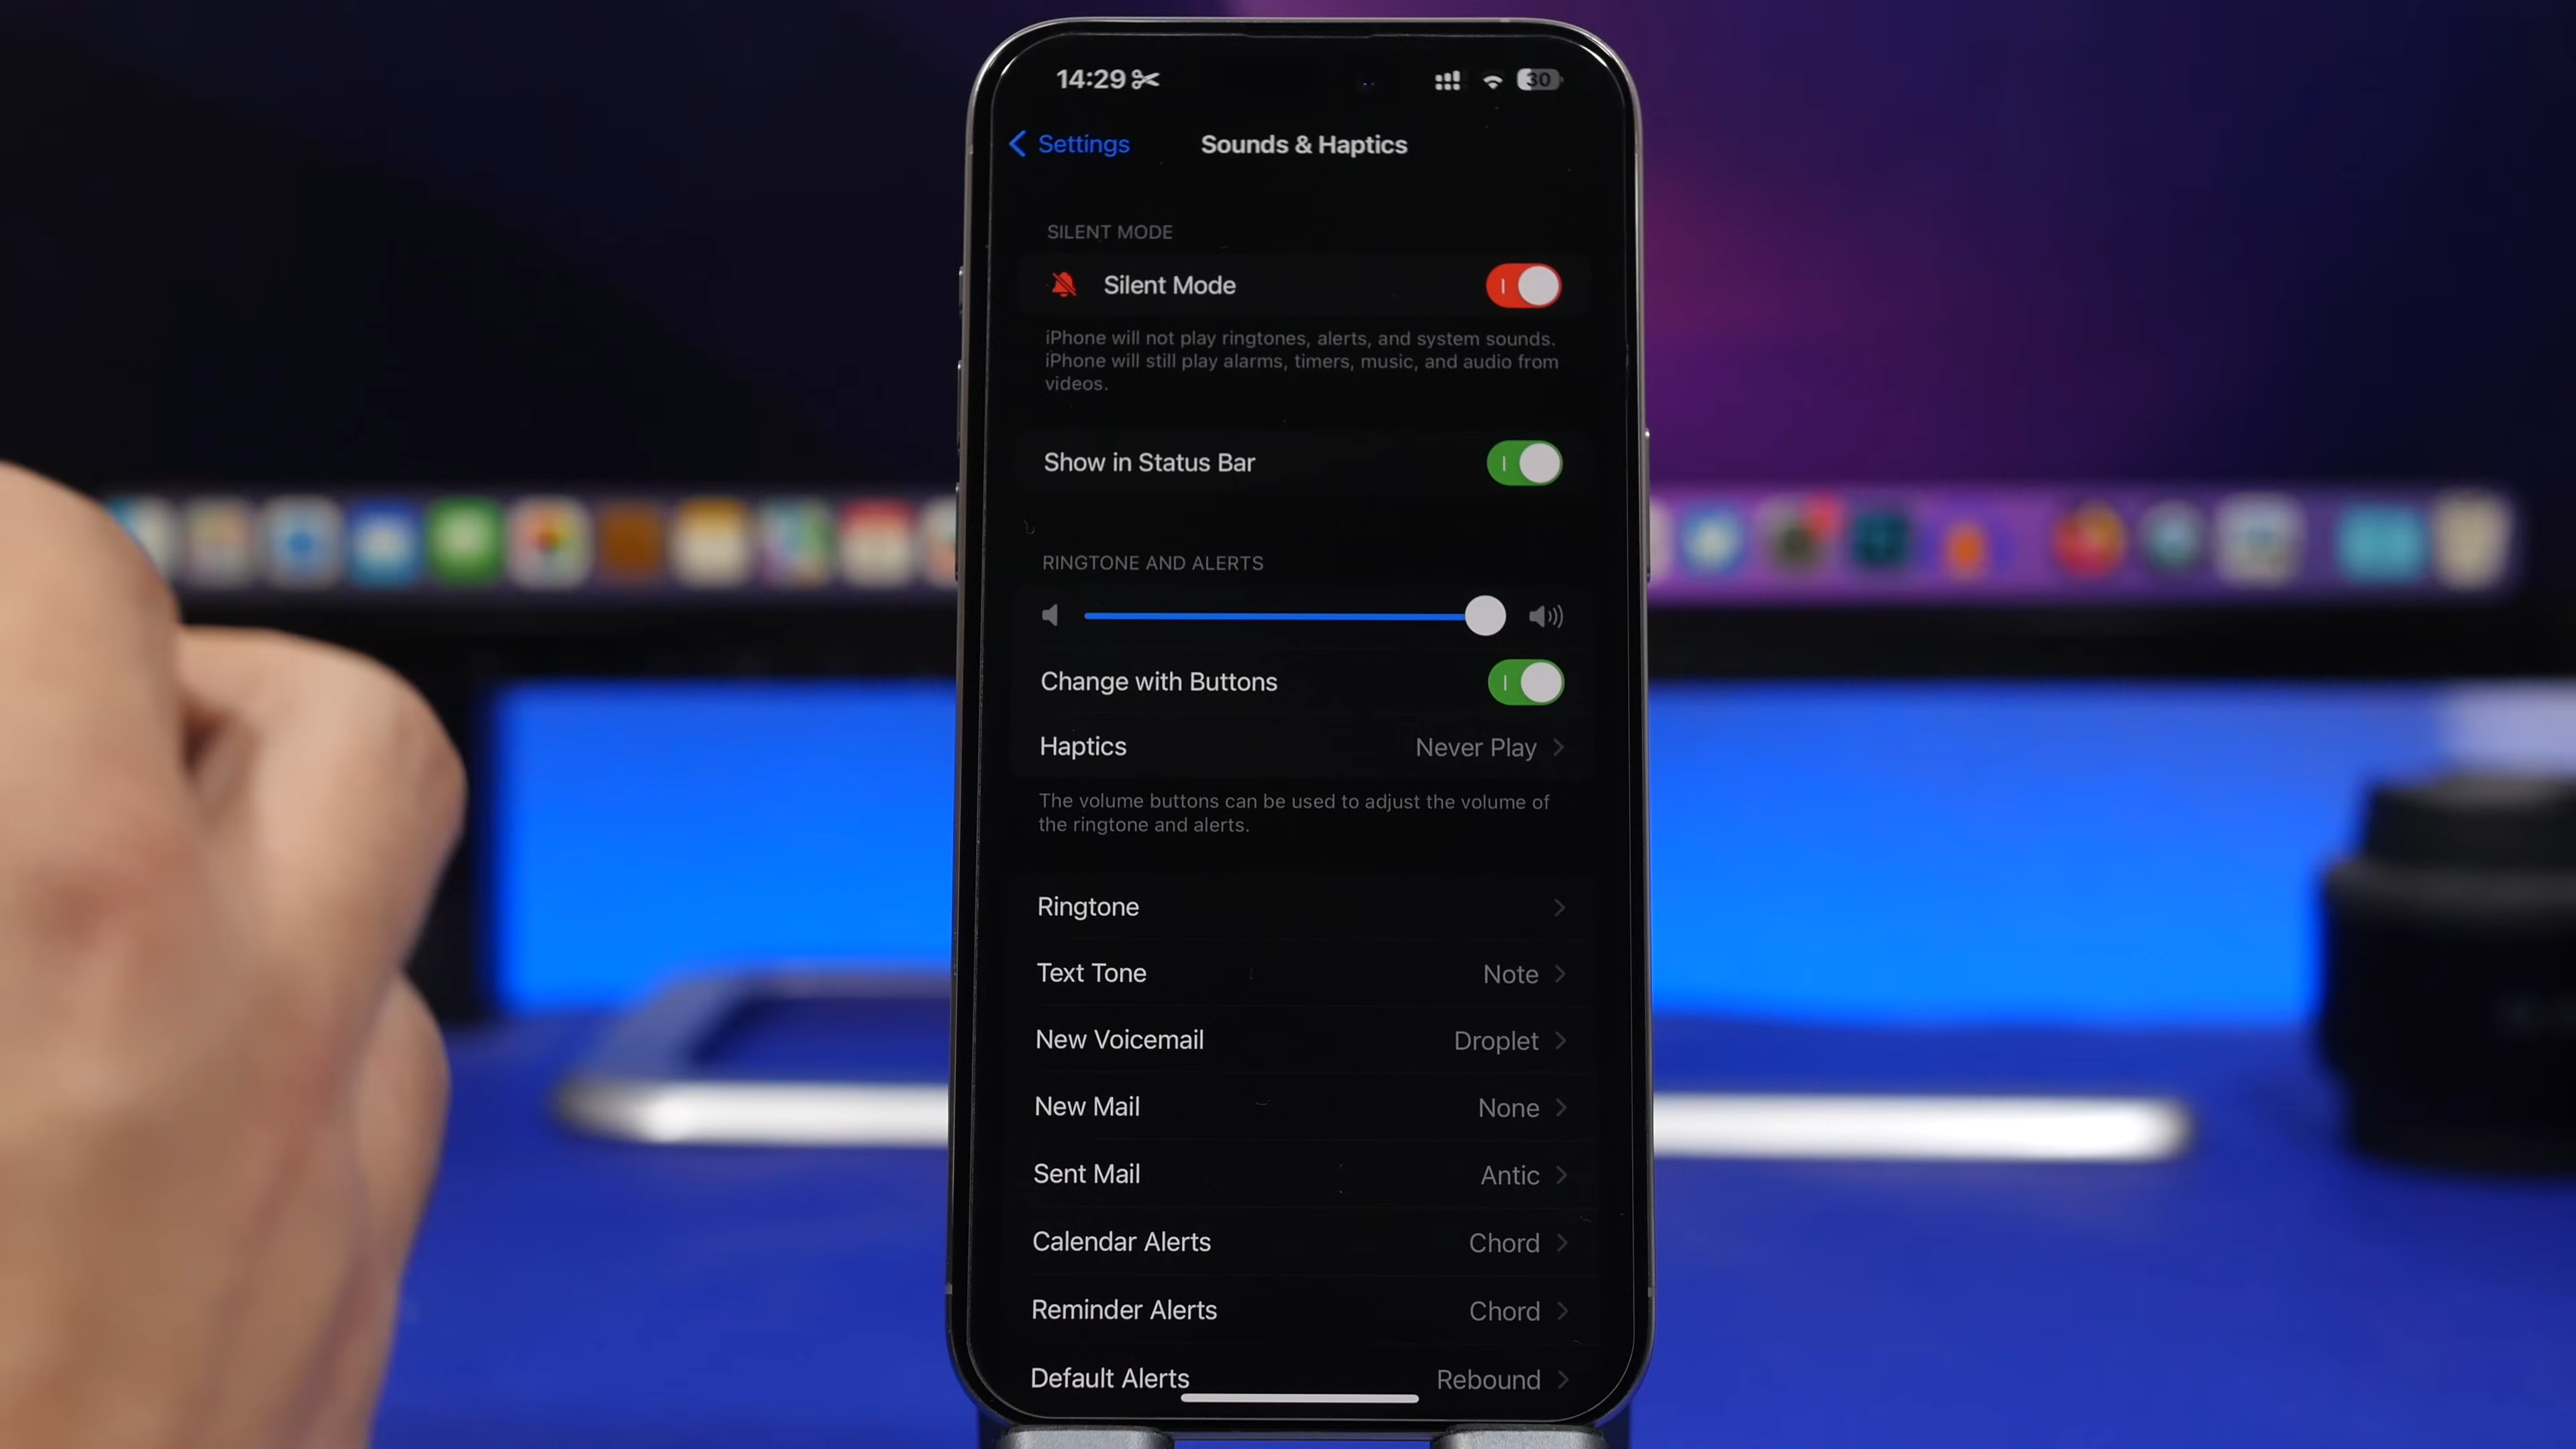 14:29
30
Settings
Sounds & Haptics
SILENT MODE
Silent Mode
iPhone will not play ringtones, alerts, and system sounds.
iPhone will still play alarms, timers, music, and audio from
videos.
Show in Status Bar
RINGTONE AND ALERTS
Change with Buttons
Haptics Never Play
The volume buttons can be used to adjust the volume of
the ringtone and alerts.
Ringtone
Text Tone Note
New Voicemail Droplet
New Mail None
Sent Mail Antic
Calendar Alerts Chord
Reminder Alerts Chord
Default Alerts Rebound